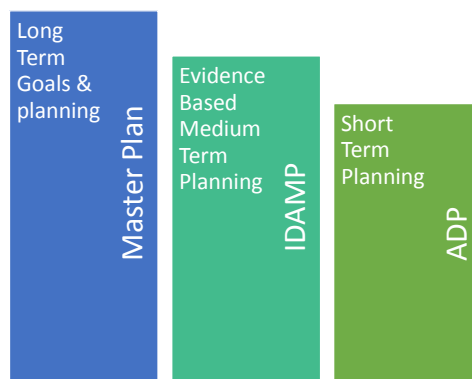 Long
Term
Goals &
planning
Master Plan
Evidence
Based
Medium
Term
Planning
IDAMP
Short
Term
Planning
ADP